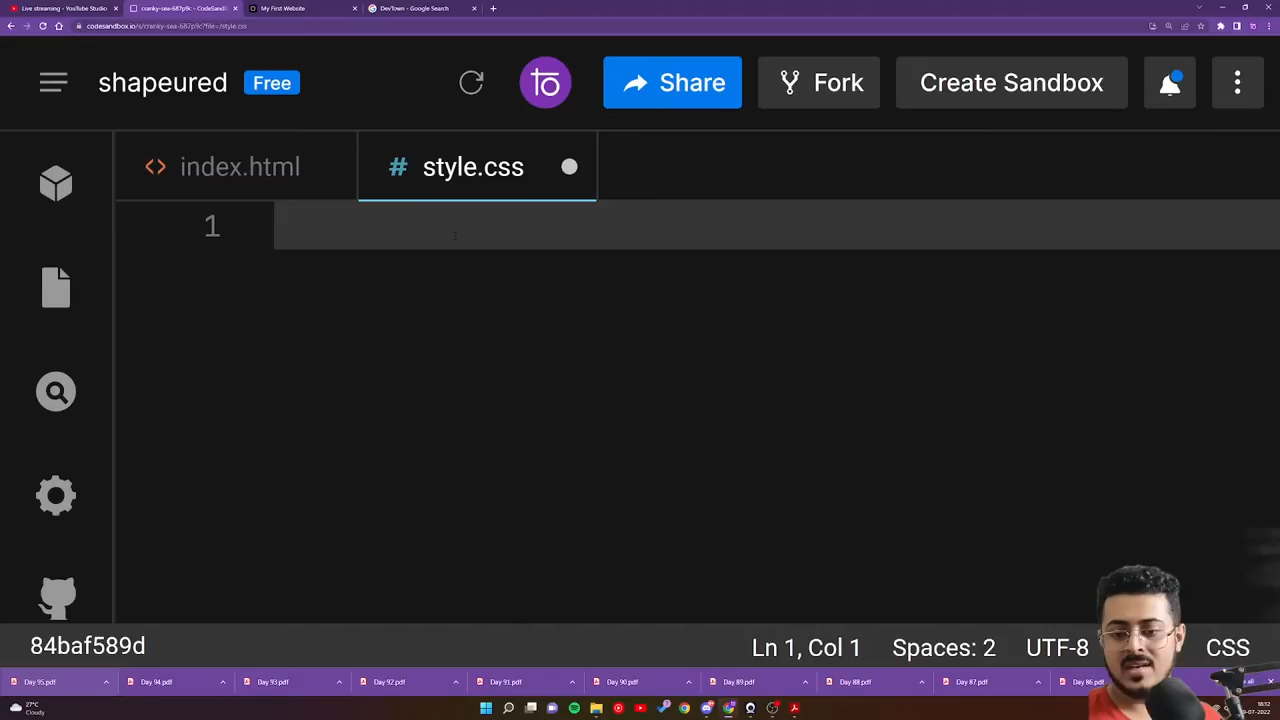 Live streaming - YouTube Studio
cranky-sea-687p9c - CodeSandb
My First Website
DevTown - Google Search
codesandbox.io/s/cranky-sea-687p9c?file=/style.css
shapeured
Free
Share
Fork
Create Sandbox
index.html
# style.css
1
84baf589d
Ln 1, Col 1
Spaces: 2
UTF-8
CSS
Day 95.pdf
Day 94.pdf
Day 93.pdf
Day 92.pdf
Day 91.pdf
Day 90.pdf
Day 89.pdf
Day 88.pdf
Day 87.pdf
Day 86.pdf
27°C
Cloudy
18:12